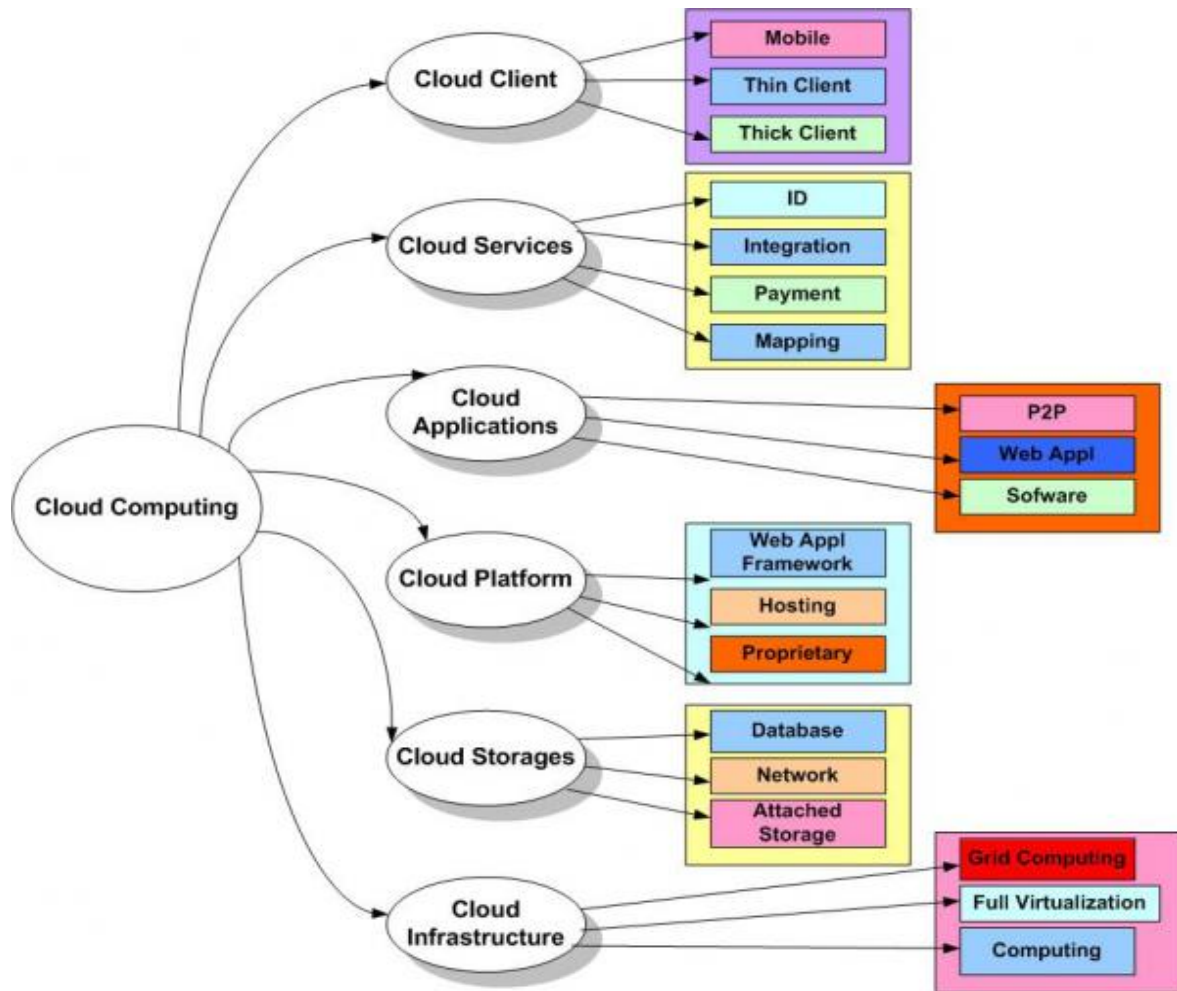 Cloud Computing
Cloud Client
Mobile
Thin Client
Thick Client
Cloud Services
ID
Integration
Payment
Mapping
Cloud
Applications
P2P
Web Appl
Sofware
Cloud Platform
Web Appl
Framework
Hosting
Proprietary
Cloud Storages
Database
Network
Attached
Storage
Cloud
Infrastructure
Grid Computing
Full Virtualization
Computing